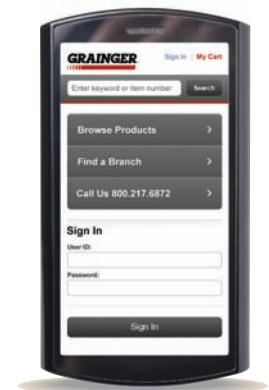 GRAINGER
Sign In | My Cart
Enter keyword or item number
Search
Browse Products >
Find a Branch >
Call Us 800.217.6872 >
Sign In
User ID:
Password:
Sign In